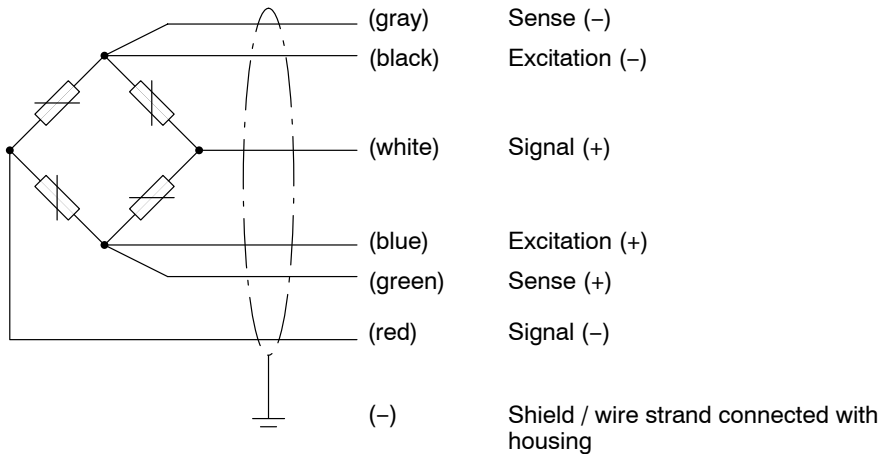 (gray) Sense (–)
(black) Excitation (–)
(white) Signal (+)
(blue) Excitation (+)
(green) Sense (+)
(red) Signal (–)
(–) Shield / wire strand connected with
housing